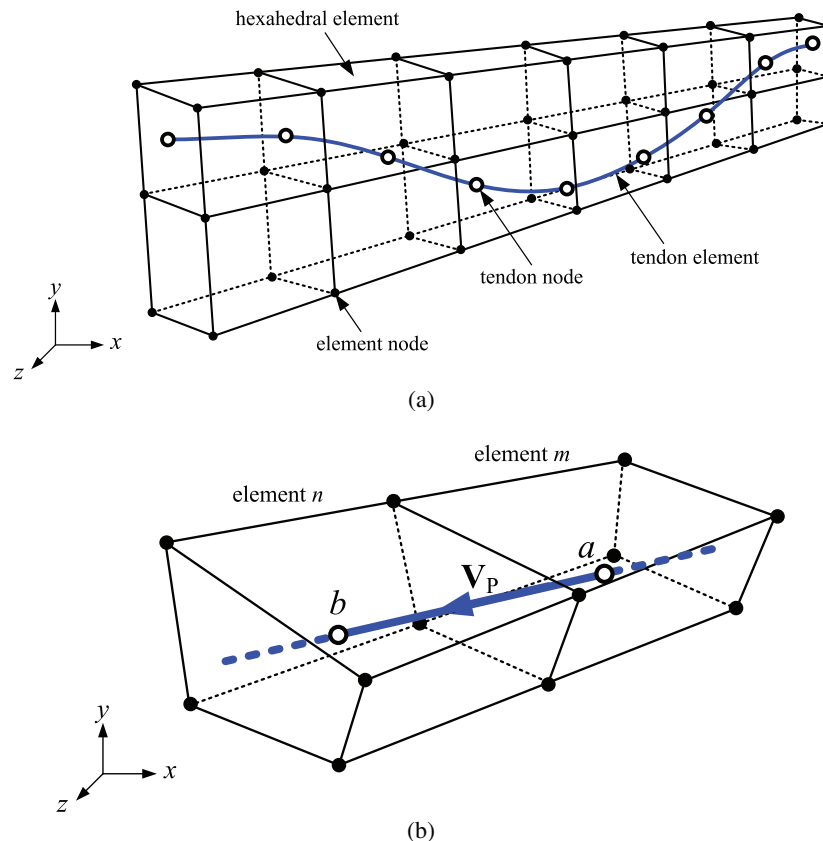 hexahedral element
tendon node
tendon element
element node
y
x
z
(a)
element m
element n
a
V_P
b
y
x
z
(b)